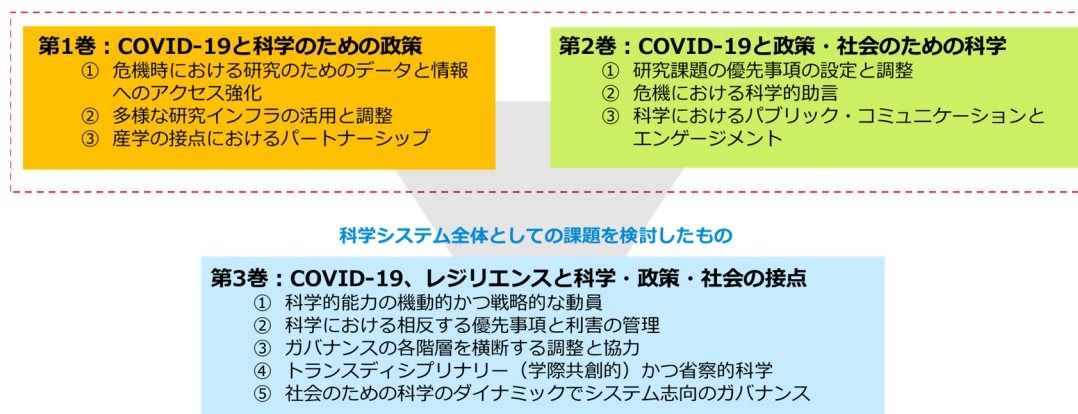 第1巻：COVID-19と科学のための政策
① 危機時における研究のためのデータと情報
へのアクセス強化
② 多様な研究インフラの活用と調整
③ 産学の接点におけるパートナーシップ
第2巻：COVID-19と政策・社会のための科学
① 研究課題の優先事項の設定と調整
② 危機における科学的助言
③ 科学におけるパブリック・コミュニケーションと
エンゲージメント
科学システム全体としての課題を検討したもの
第3巻：COVID-19、レジリエンスと科学・政策・社会の接点
① 科学的能力の機動的かつ戦略的な動員
② 科学における相反する優先事項と利害の管理
③ ガバナンスの各階層を横断する調整と協力
④ トランスディシプリナリー（学際共創的）かつ省察的科学
⑤ 社会のための科学のダイナミックでシステム志向のガバナンス